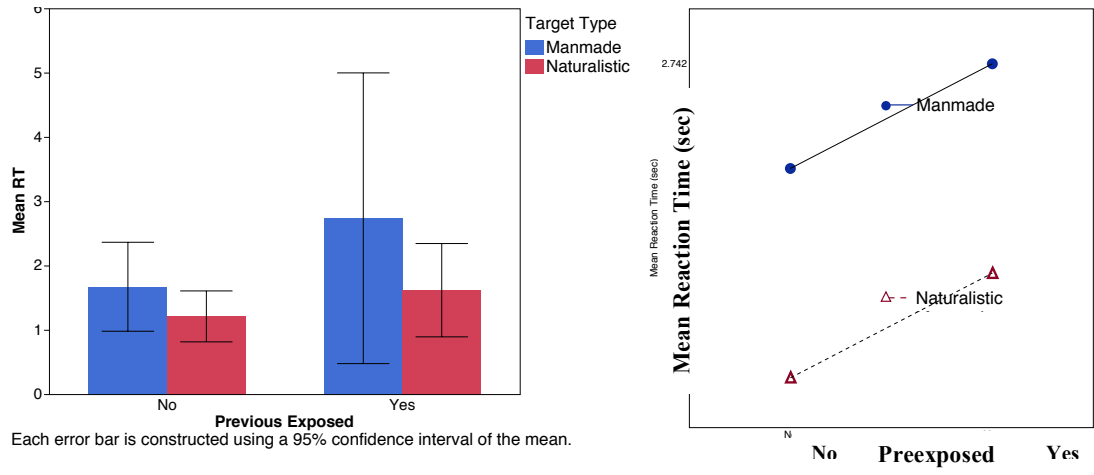 6
5
4
3
2
1
0
Mean RT
No
Yes
Previous Exposed
Each error bar is constructed using a 95% confidence interval of the mean.
Target Type
Manmade
Naturalistic
2.742
Mean Reaction Time (sec)
Mean Reaction Time (sec)
Manmade
Naturalistic
N
No Preexposed Yes